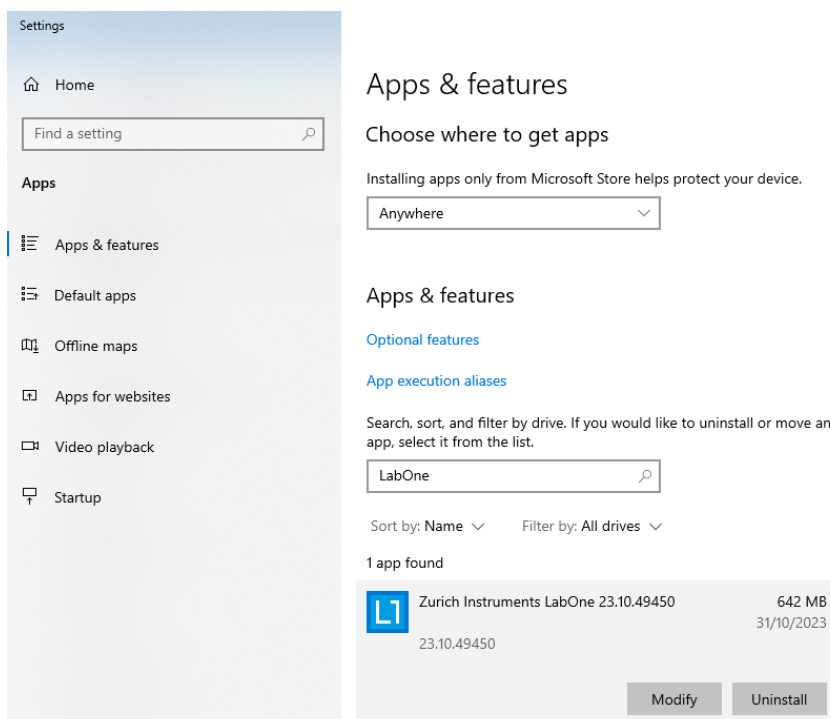 Settings
Home
Find a setting
Apps
Apps & features
Default apps
Offline maps
Apps for websites
Video playback
Startup
Apps & features
Choose where to get apps
Installing apps only from Microsoft Store helps protect your device.
Anywhere
Apps & features
Optional features
App execution aliases
Search, sort, and filter by drive. If you would like to uninstall or move an
app, select it from the list.
LabOne
Sort by: Name Filter by: All drives
1 app found
L1
Zurich Instruments LabOne 23.10.49450 642 MB
31/10/2023
23.10.49450
Modify Uninstall